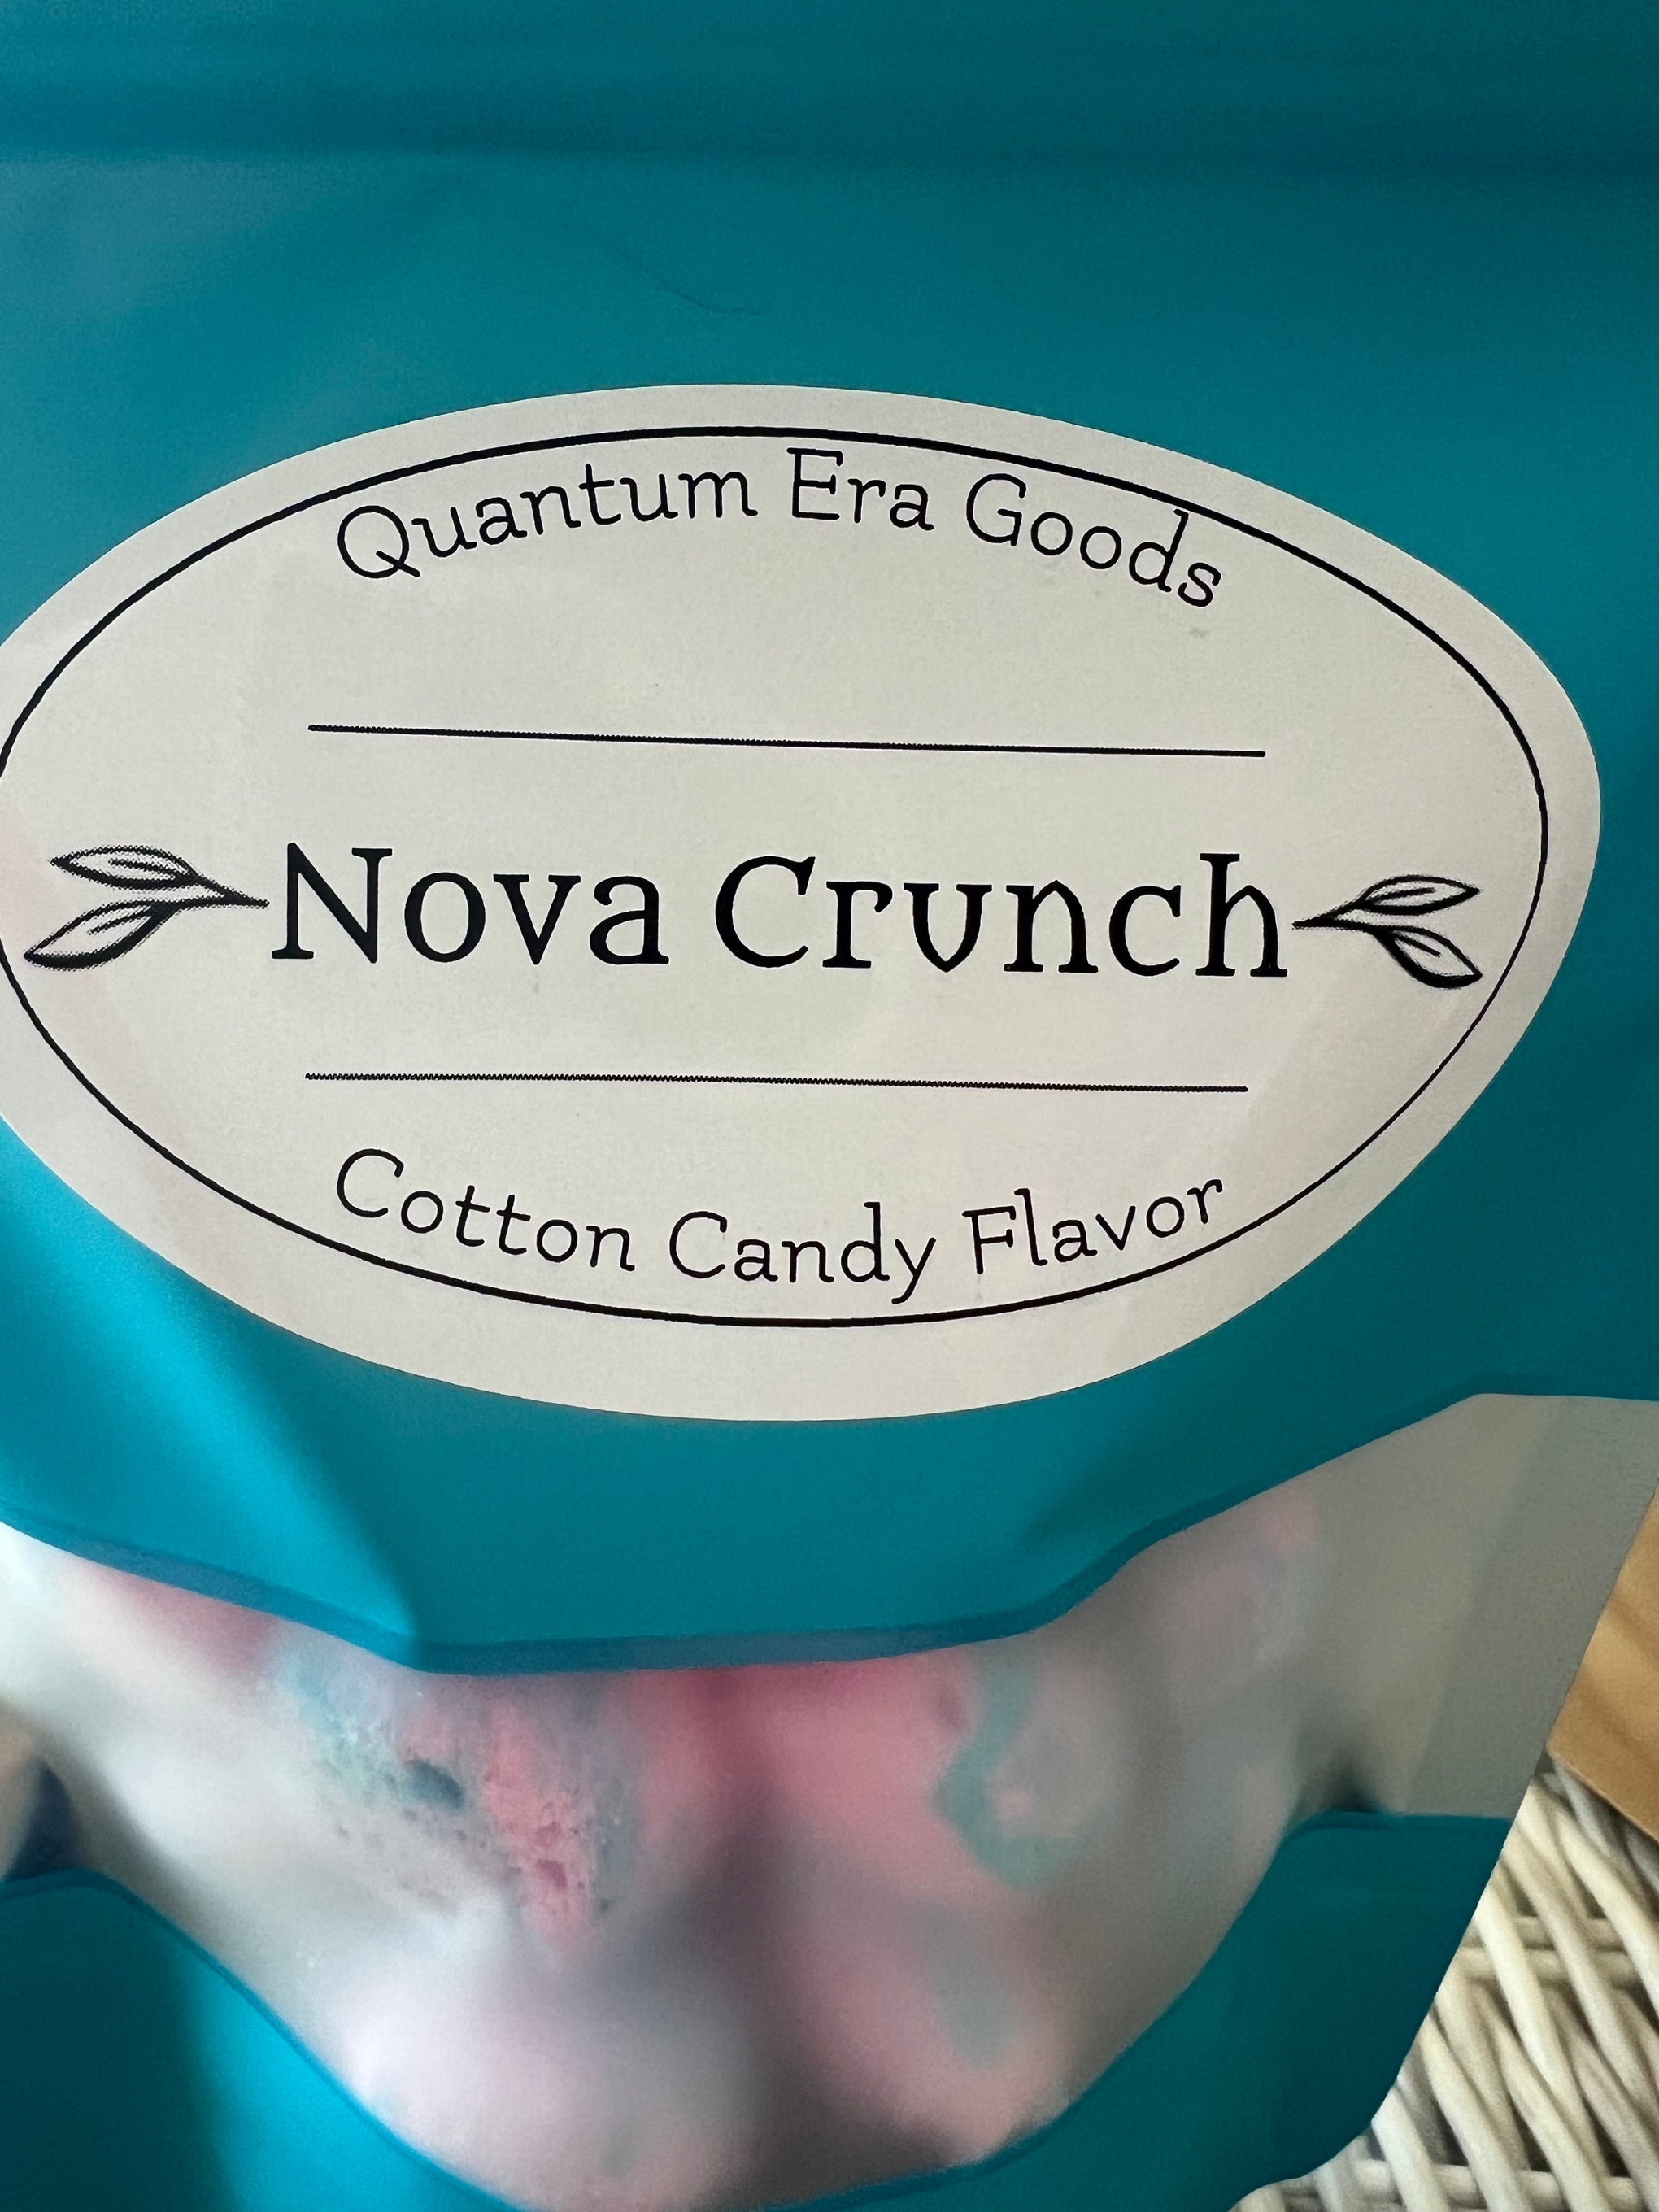 Quantum Era Goods
Nova Crunch
Cotton Candy Flavor